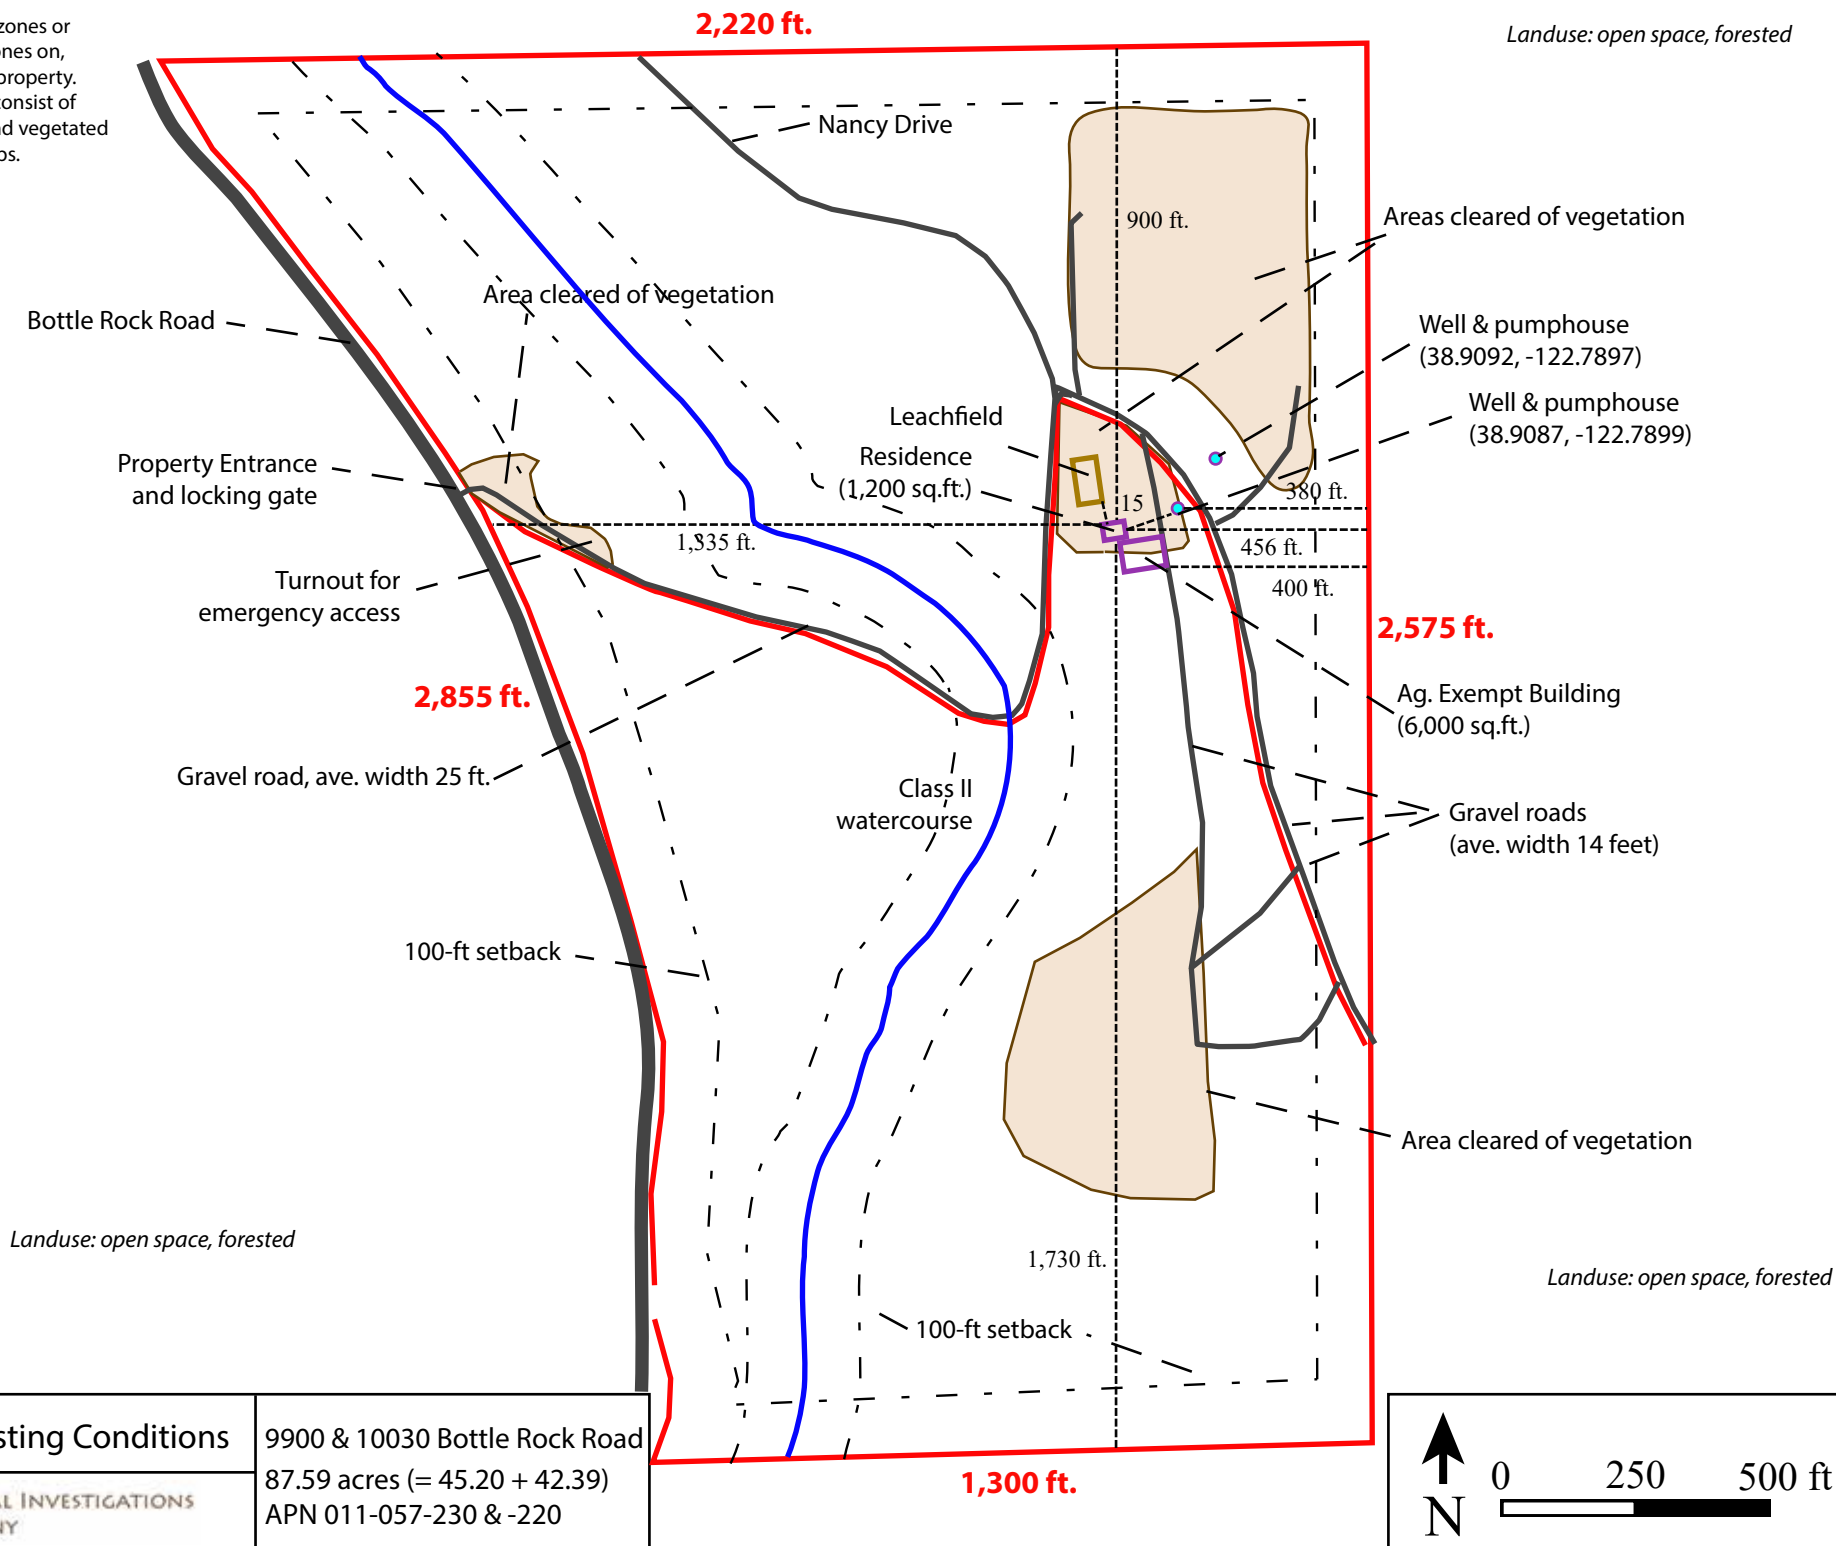 2,220 ft.
zones or
nes on,
property.
consist of
d vegetated
os.
Landuse: open space, forested
Nancy Drive
900 ft.
Areas cleared of vegetation
Area cleared of vegetation
Bottle Rock Road
Well & pumphouse
(38.9092, -122.7897)
Leachfield
Well & pumphouse
(38.9087, -122.7899)
Residence
(1,200 sq.ft.)
Property Entrance
and locking gate
15
380 ft.
1,335 ft.
456 ft.
400 ft.
Turnout for
emergency access
2,575 ft.
2,855 ft.
Ag. Exempt Building
(6,000 sq.ft.)
Gravel road, ave. width 25 ft.
Class II
watercourse
Gravel roads
(ave. width 14 feet)
100-ft setback
Area cleared of vegetation
Landuse: open space, forested
1,730 ft.
Landuse: open space, forested
100-ft setback
sting Conditions
9900 & 10030 Bottle Rock Road
87.59 acres (= 45.20 + 42.39)
APN 011-057-230 & -220
L INVESTIGATIONS
NY
1,300 ft.
N
0 250 500 ft